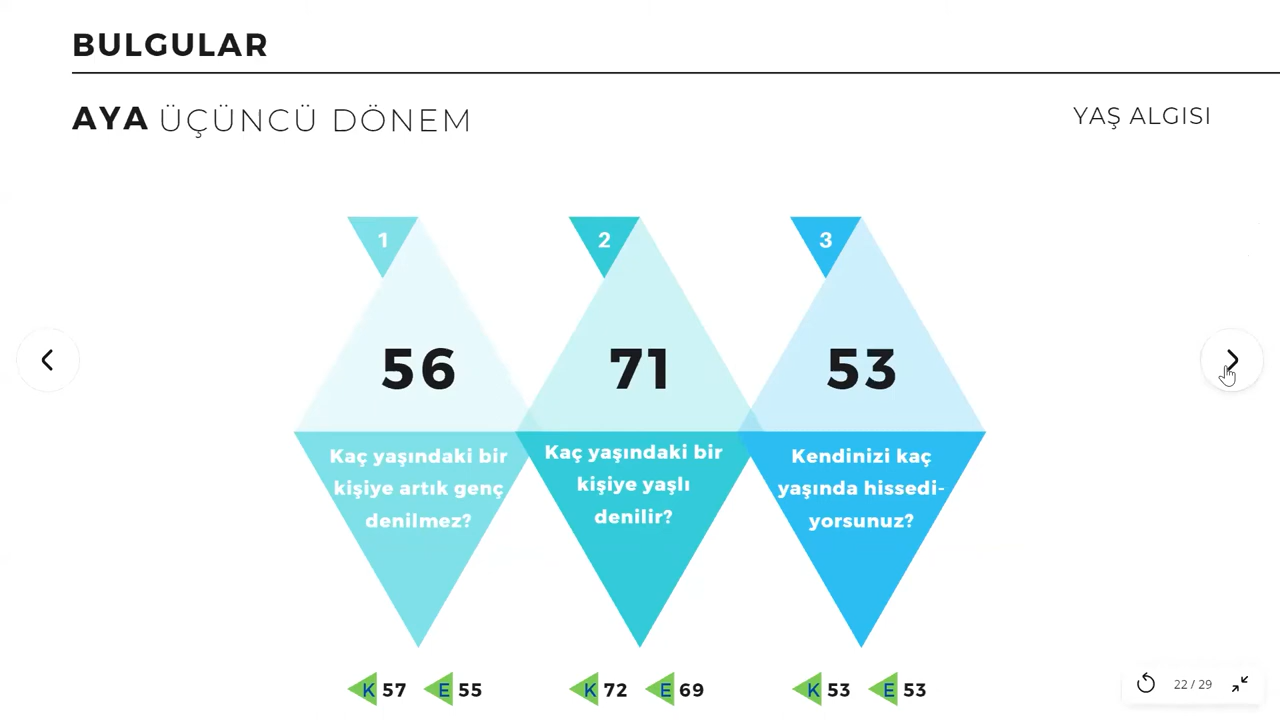 BULGULAR
AYA ÜÇÜNCÜ DÖNEM
YAŞ ALGISI
1
2
3
56
71
53
Kaç yaşındaki bir
kişiye artık genç
denilmez?
Kaç yaşındaki bir
kişiye yaşlı
denilir?
Kendinizi kaç
yaşında hissedi-
yorsunuz?
K 57 E 55
K 72 E 69
K 53 E 53
22 / 29